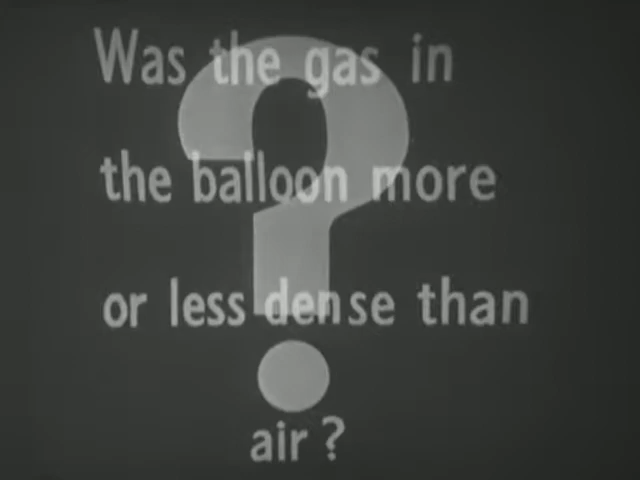 Was the gas in
the balloon more
or less dense than
air ?